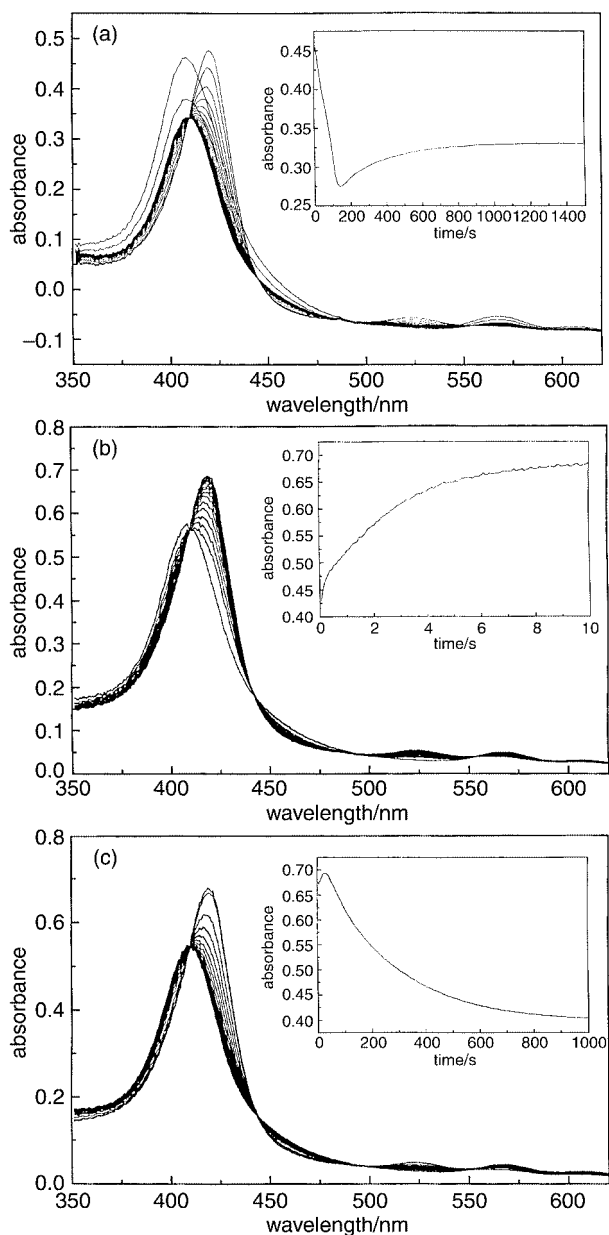 (a)
0.5
0.4
0.3
0.2
0.1
0.0
−0.1
absorbance
350 400 450 500 550 600
wavelength/nm
0.45
0.40
0.35
0.30
0.25
absorbance
0 200 400 600 800 1000 1200 1400
time/s
(b)
0.8
0.7
0.6
0.5
0.4
0.3
0.2
0.1
0.0
absorbance
350 400 450 500 550 600
wavelength/nm
0.70
0.65
0.60
0.55
0.50
0.45
0.40
absorbance
0 2 4 6 8 10
time/s
(c)
0.8
0.6
0.4
0.2
0.0
absorbance
350 400 450 500 550 600
wavelength/nm
0.70
0.65
0.60
0.55
0.50
0.45
0.40
absorbance
0 200 400 600 800 1000
time/s